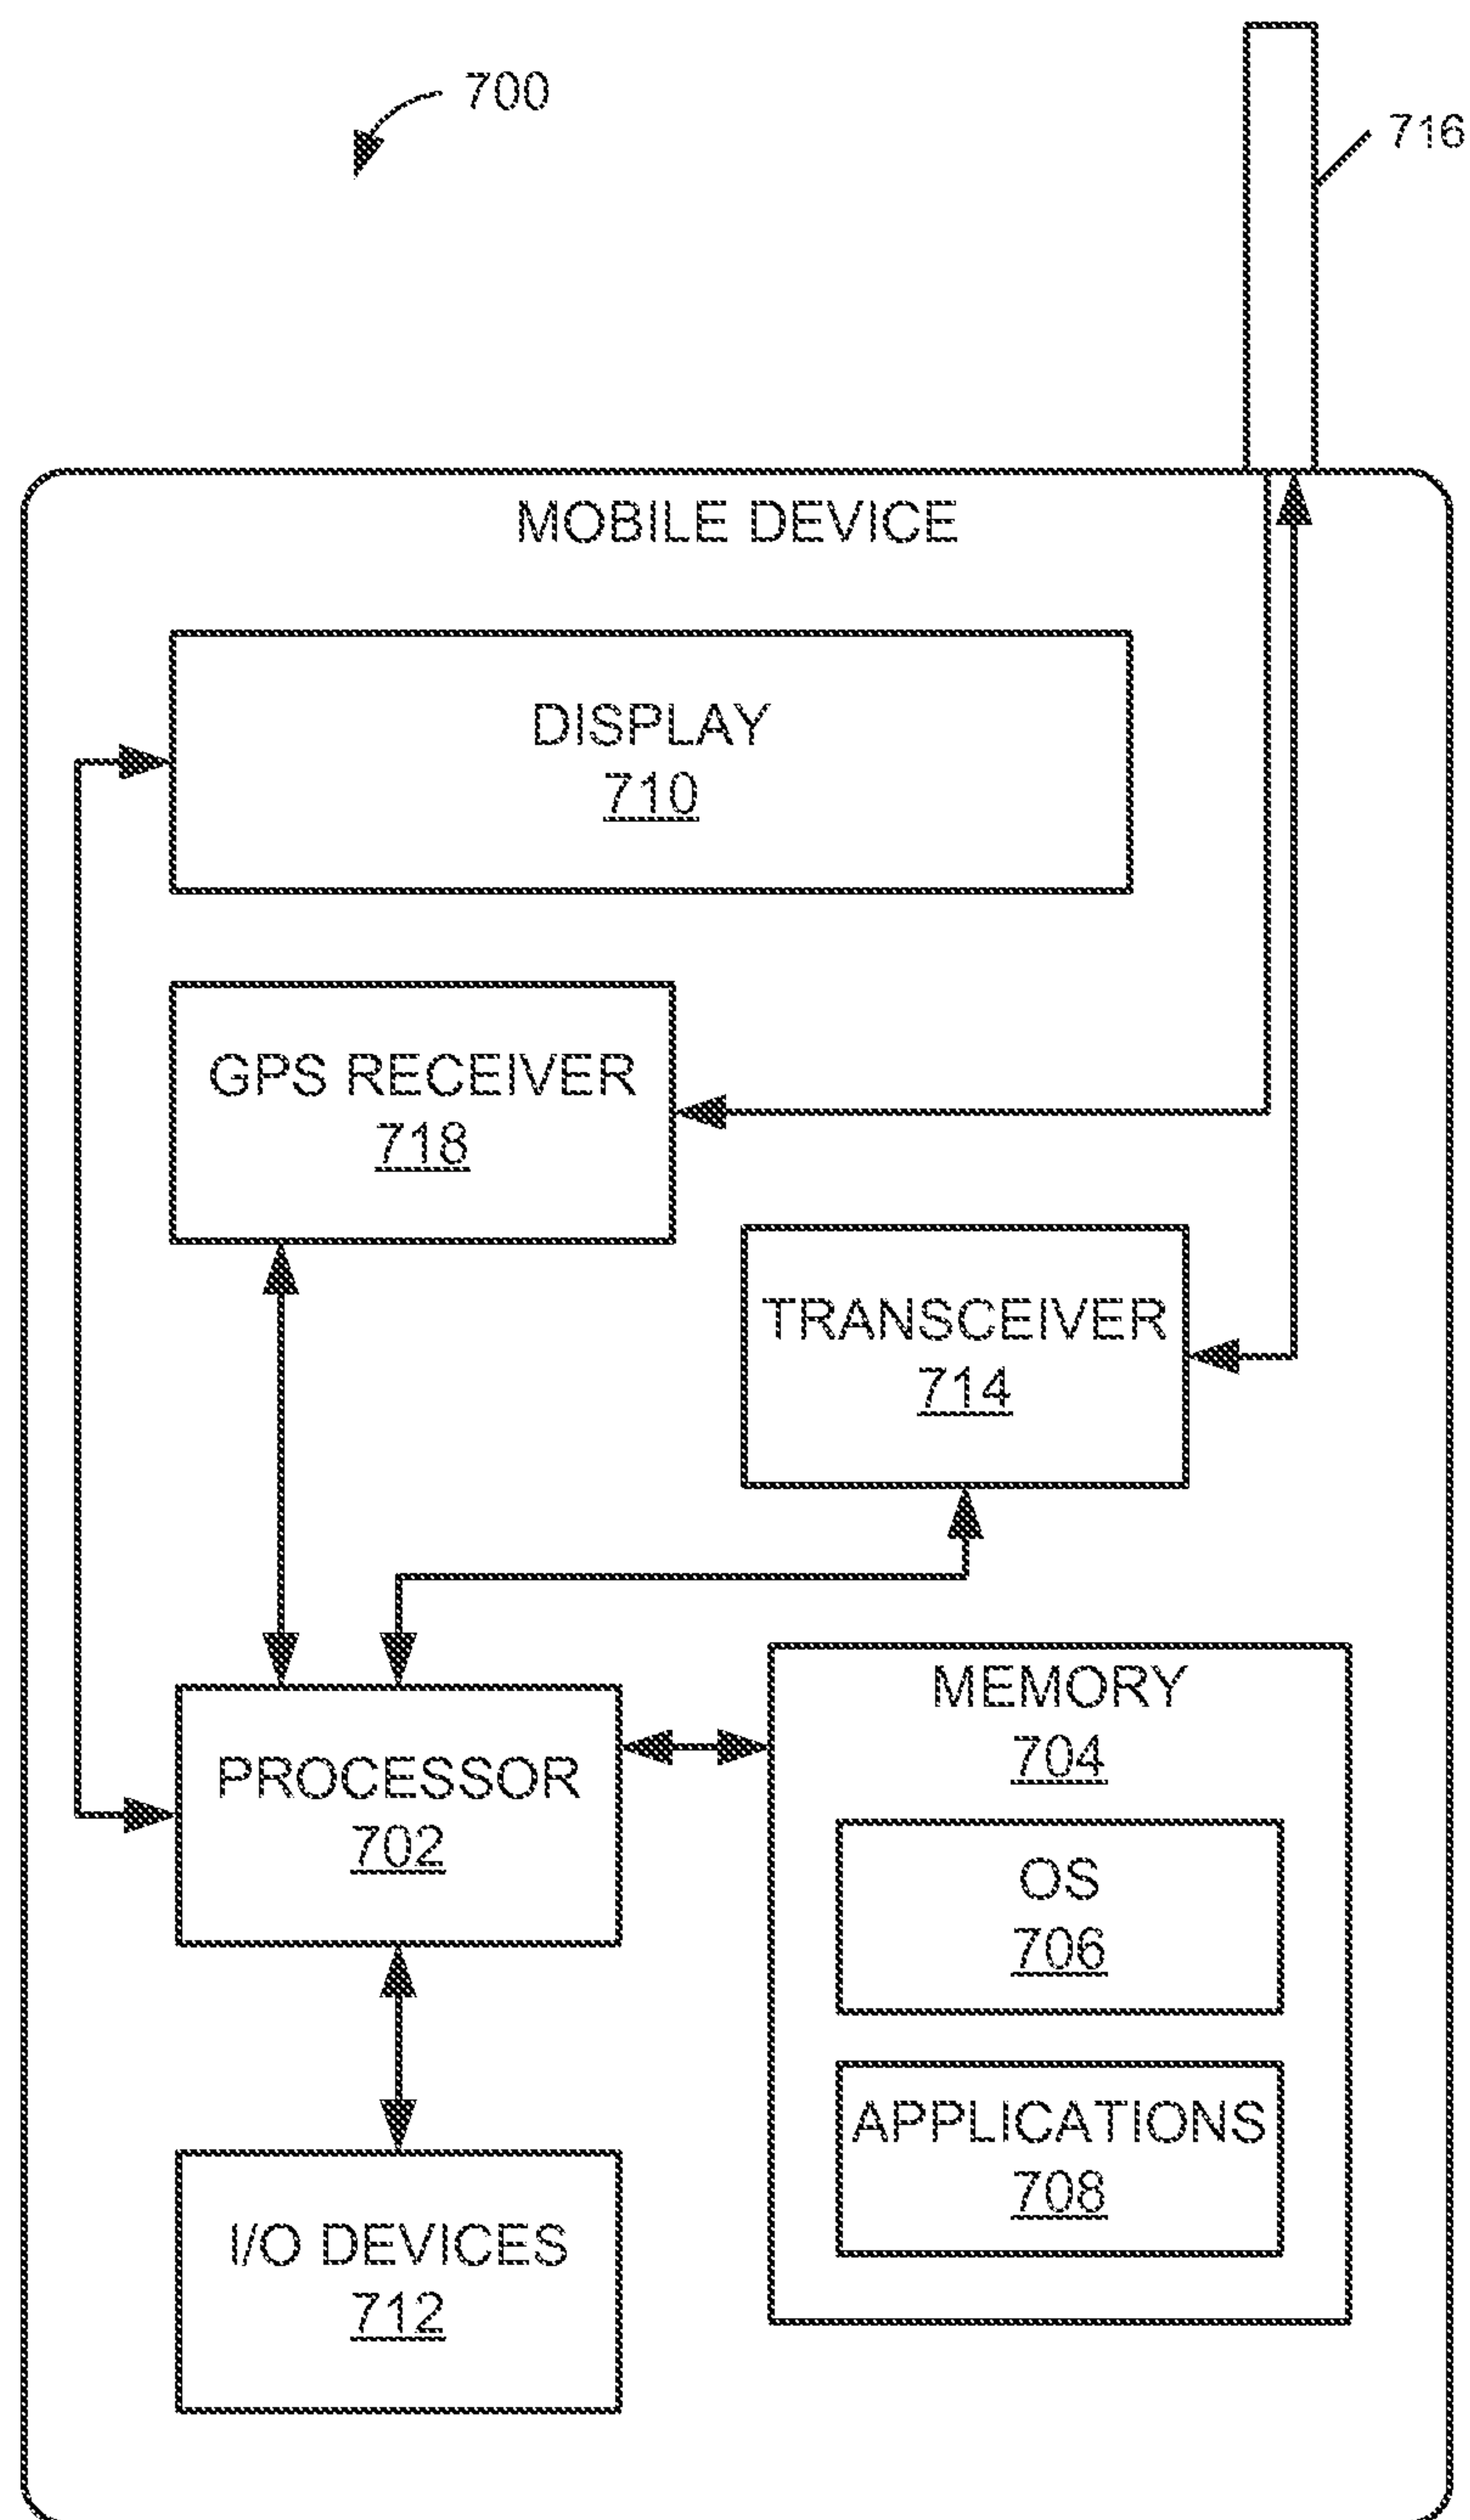 700
716
MOBILE DEVICE
DISPLAY
710
GPS RECEIVER
718
TRANSCEIVER
714
PROCESSOR
702
MEMORY
704
OS
706
APPLICATIONS
708
I/O DEVICES
712